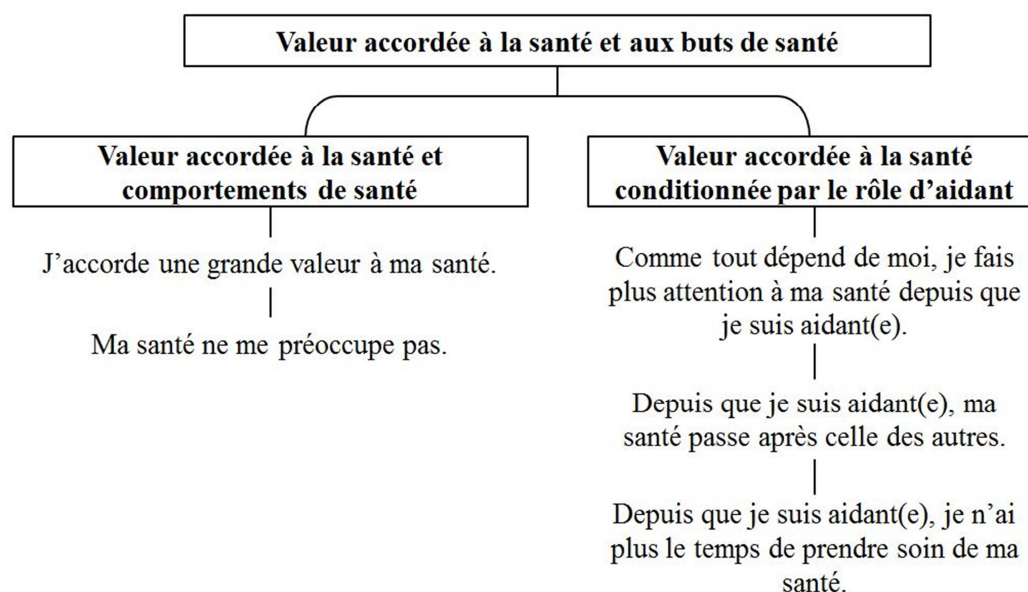 Valeur accordée à la santé et aux buts de santé
Valeur accordée à la santé et
comportements de santé
J’accorde une grande valeur à ma santé.
Ma santé ne me préoccupe pas.
Valeur accordée à la santé
conditionnée par le rôle d’aidant
Comme tout dépend de moi, je fais
plus attention à ma santé depuis que
je suis aidant(e).
Depuis que je suis aidant(e), ma
santé passe après celle des autres.
Depuis que je suis aidant(e), je n’ai
plus le temps de prendre soin de ma
santé.